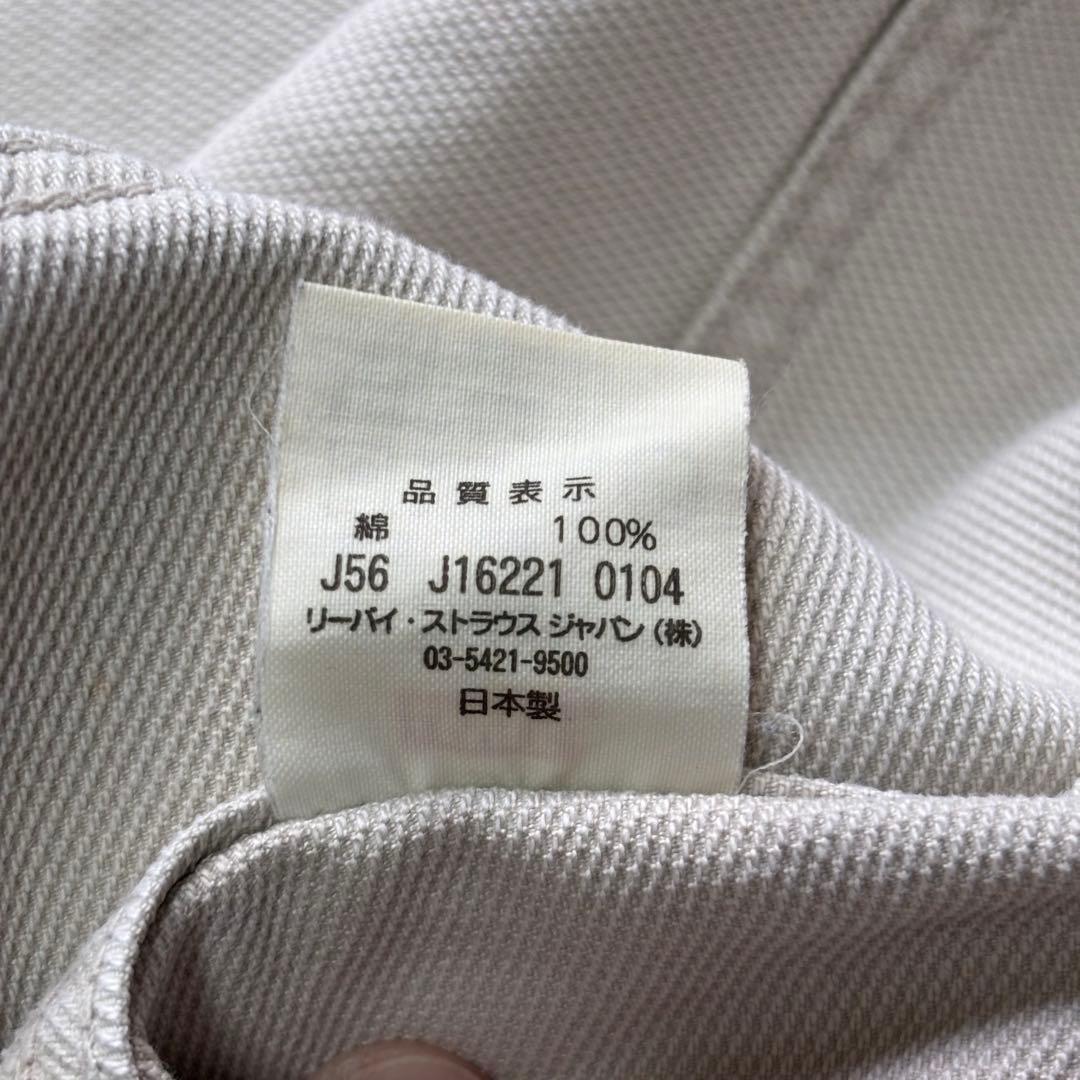 品質表示
綿 100%
J56 J16221 0104
リーバイ・ストラウス ジャパン(株)
03-5421-9500
日本製